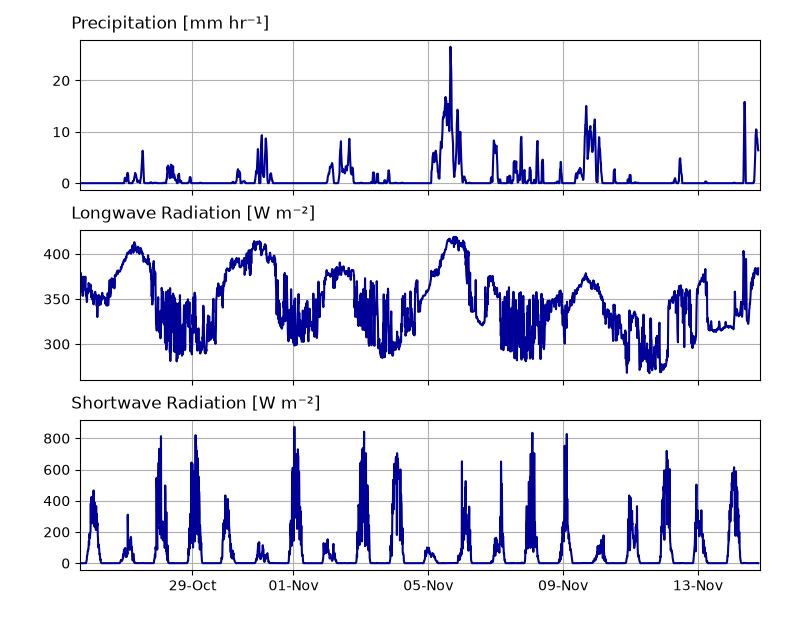 Precipitation [mm hr⁻¹]
20
10
0
Longwave Radiation [W m⁻²]
400
350
300
Shortwave Radiation [W m⁻²]
800
600
400
200
0
29-Oct 01-Nov 05-Nov 09-Nov 13-Nov